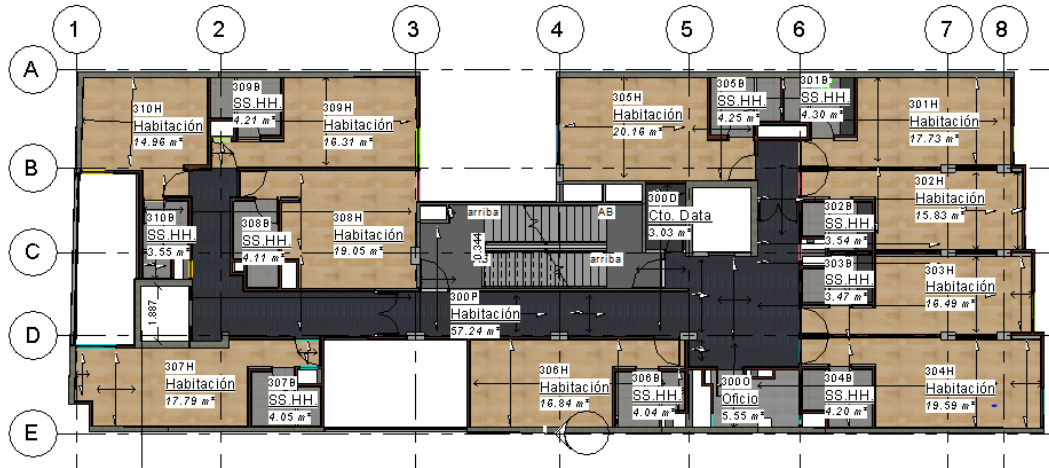 1 2 3 4 5 6 7 8
A
309B
SS.HH.
4.21 m²
310H
Habitación
14.96 m²
309H
Habitación
16.31 m²
305H
Habitación
20.16 m²
305B
SS.HH.
4.25 m²
301B
SS.HH.
4.30 m²
301H
Habitación
17.73 m²
B
302H
Habitación
15.83 m²
300D
Cto. Data
3.03 m²
310B
SS.HH.
3.55 m²
308B
SS.HH.
4.11 m²
308H
Habitación
19.05 m²
arriba
AB
0.344
arriba
302B
SS.HH.
3.54 m²
C
303B
SS.HH.
3.47 m²
303H
Habitación
16.49 m²
1.887
300P
Habitación
57.24 m²
D
307H
Habitación
17.79 m²
307B
SS.HH.
4.05 m²
306H
Habitación
16.84 m²
306B
SS.HH.
4.04 m²
300O
Oficio
5.55 m²
304B
SS.HH.
4.20 m²
304H
Habitación
19.59 m²
E